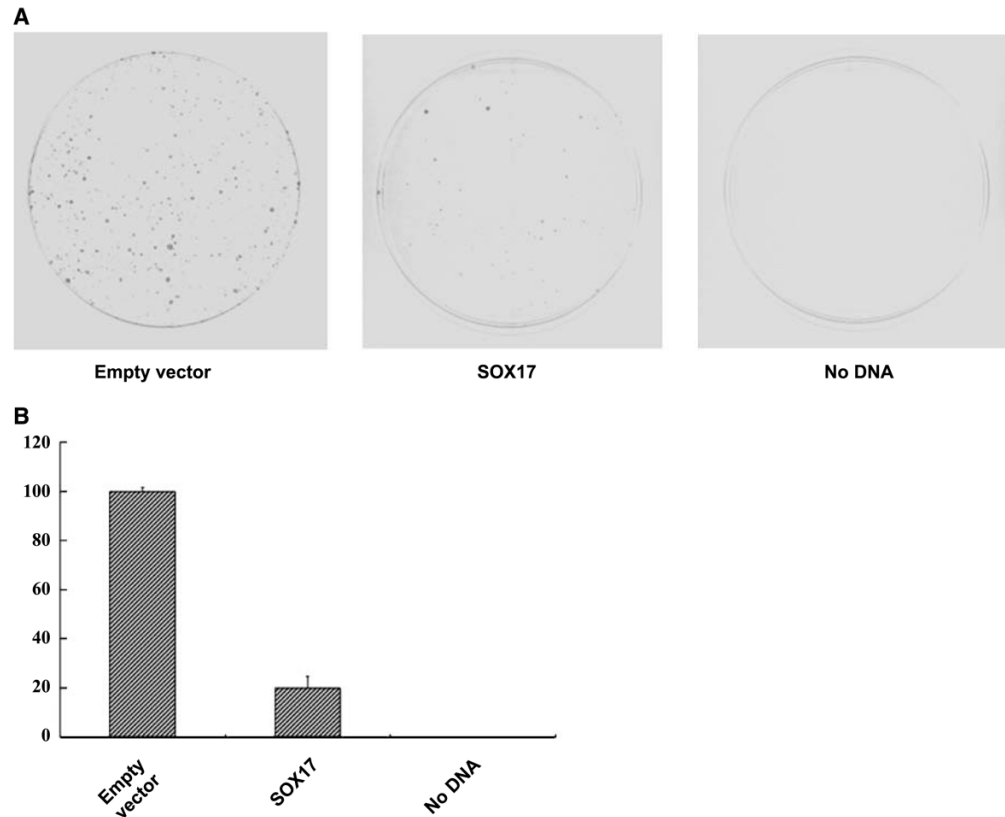 A
Empty vector
SOX17
No DNA
B
120
100
80
60
40
20
0
Empty
vector
SOX17
No DNA